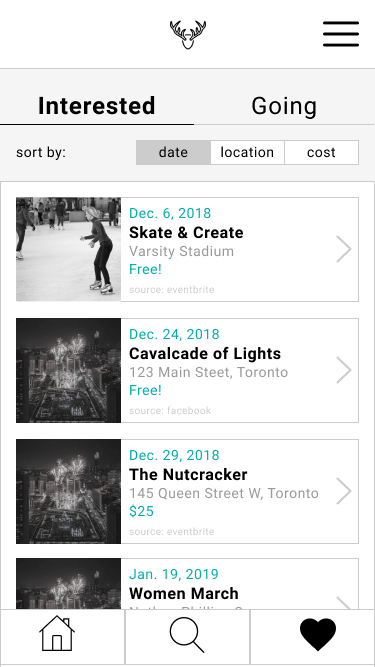 Interested
Going
sort by:
date
location
cost
Dec. 6, 2018
Skate & Create
Varsity Stadium
Free!
source: eventbrite
Dec. 24, 2018
Cavalcade of Lights
123 Main Steet, Toronto
Free!
source: facebook
Dec. 29, 2018
The Nutcracker
145 Queen Street W, Toronto
$25
source: eventbrite
Jan. 19, 2019
Women March